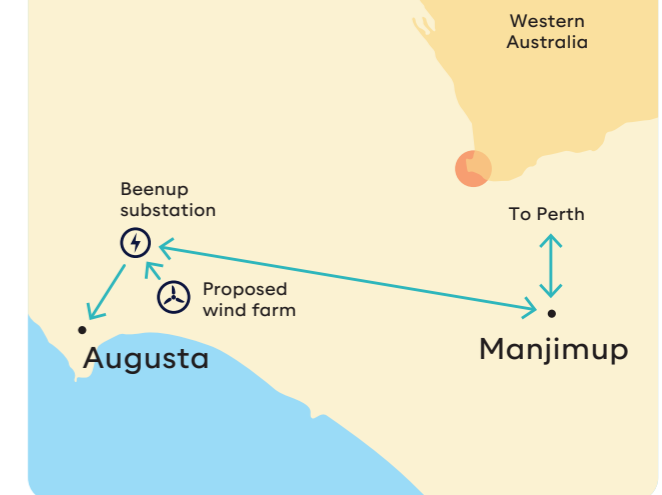 Western
Australia
Beenup
substation
To Perth
Proposed
wind farm
Manjimup
Augusta